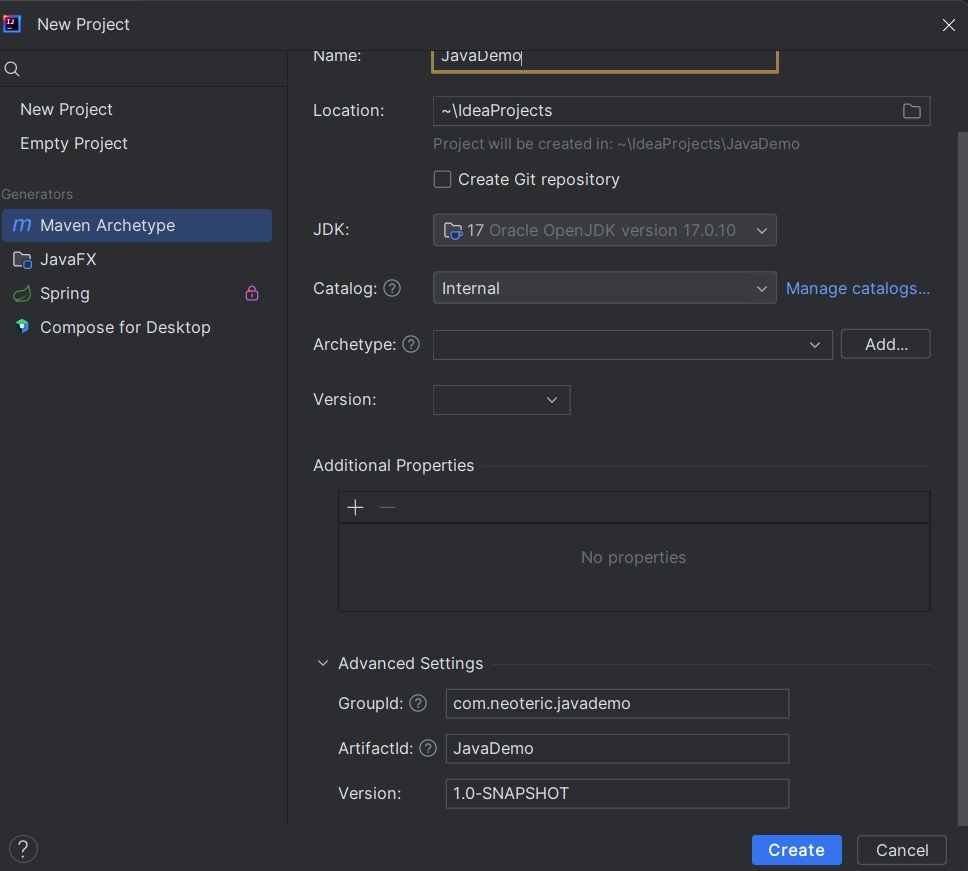 New Project
New Project
Empty Project
Generators
Maven Archetype
JavaFX
Spring
Compose for Desktop
Name: JavaDemo
Location: ~\IdeaProjects
Project will be created in: ~\IdeaProjects\JavaDemo
Create Git repository
JDK: 17 Oracle OpenJDK version 17.0.10
Catalog: ? Internal Manage catalogs...
Archetype: ? Add...
Version:
Additional Properties
No properties
Advanced Settings
GroupId: ? com.neoteric.javademo
ArtifactId: ? JavaDemo
Version: 1.0-SNAPSHOT
? Create Cancel